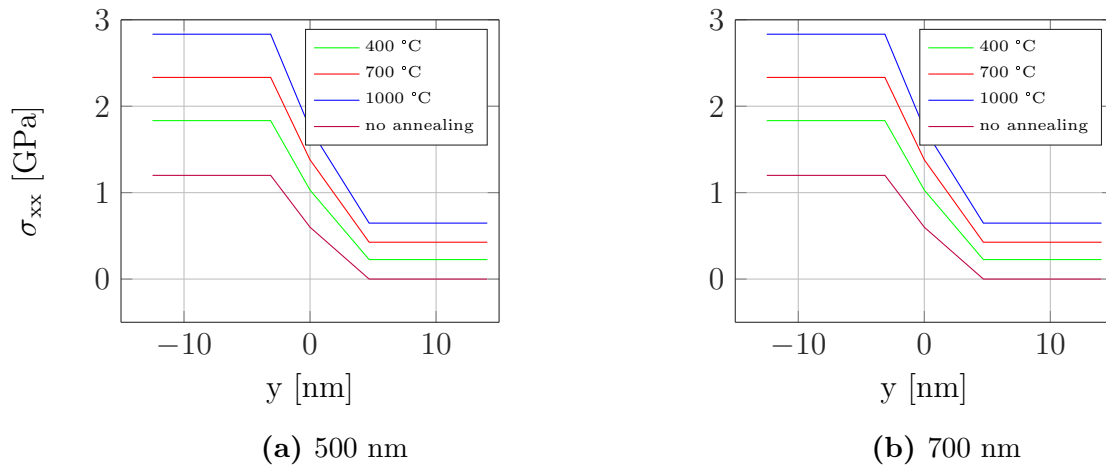 3
2
1
0
σxx [GPa]
400 °C
700 °C
1000 °C
no annealing
−10 0 10
y [nm]
(a) 500 nm
3
2
1
0
400 °C
700 °C
1000 °C
no annealing
−10 0 10
y [nm]
(b) 700 nm